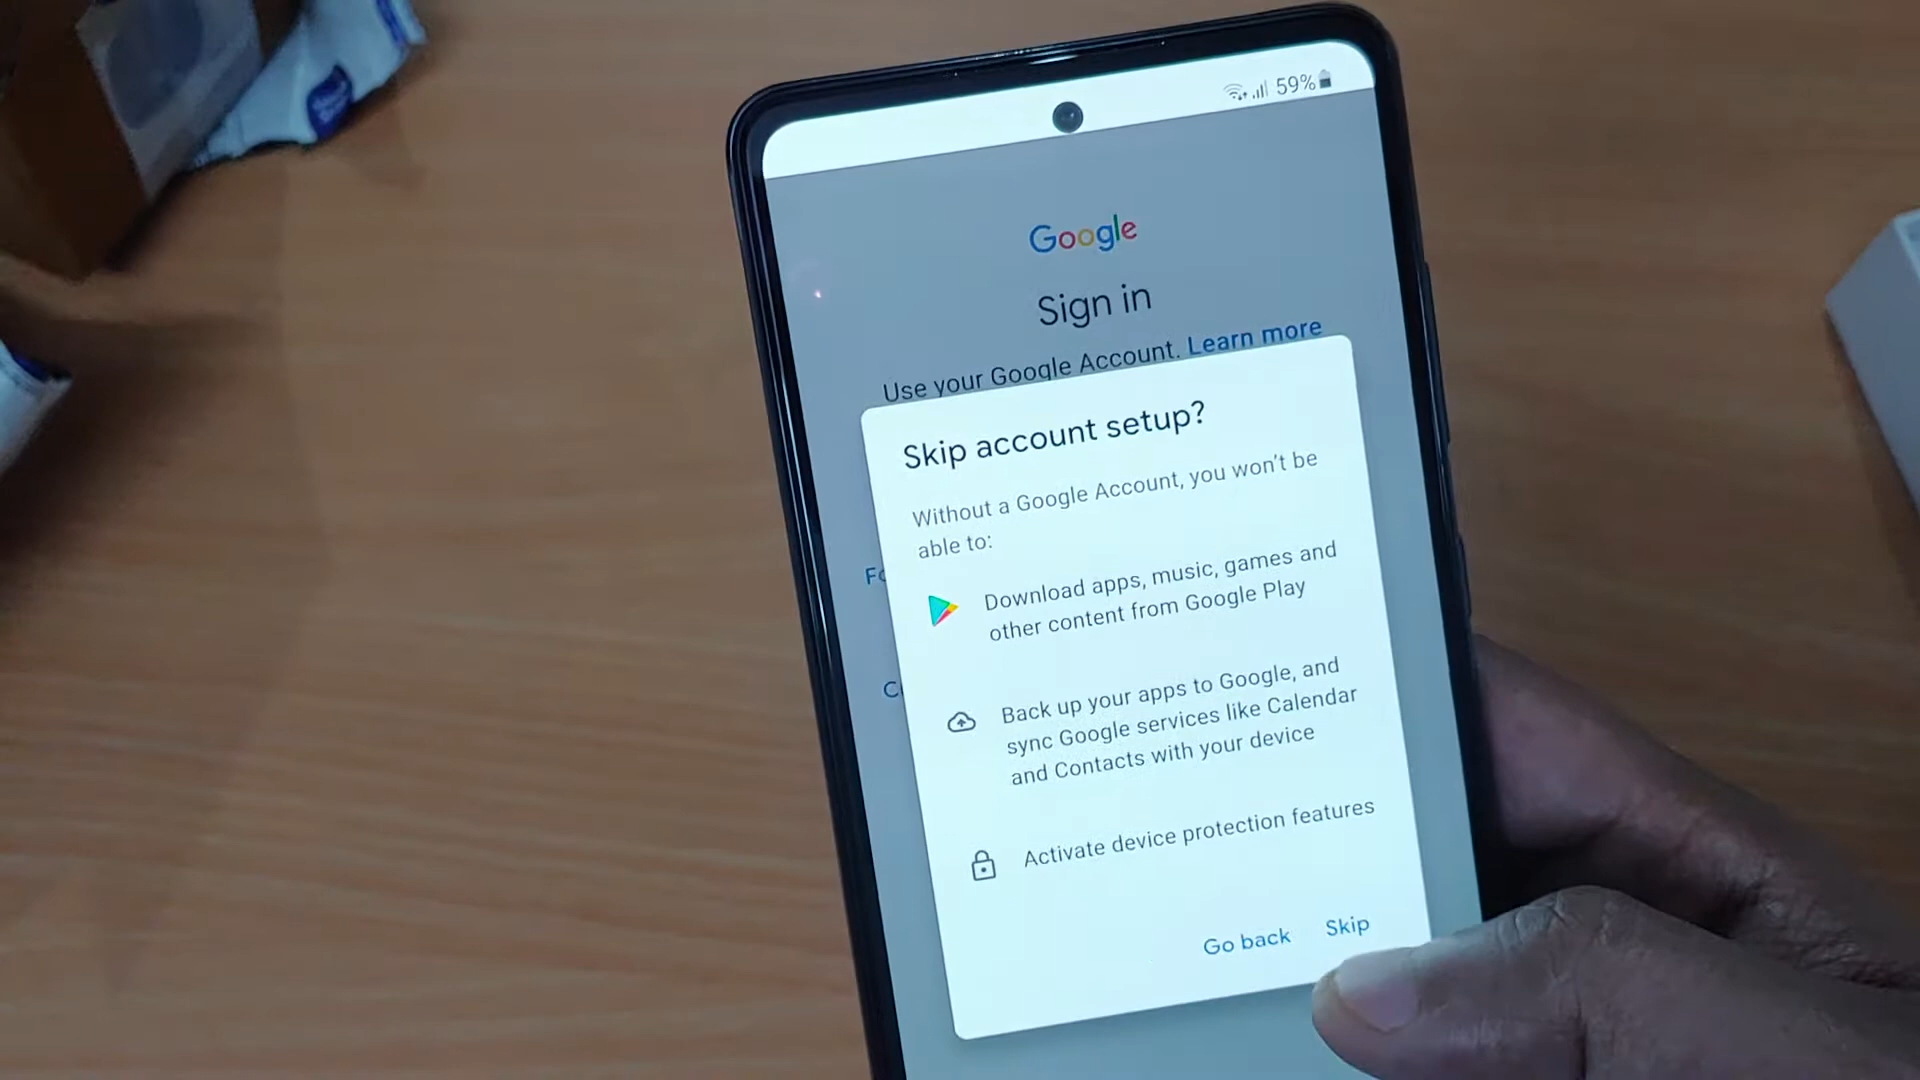 59%
Google
Sign in
Use your Google Account. Learn more
Skip account setup?
Without a Google Account, you won't be
able to:
Download apps, music, games and
other content from Google Play
Back up your apps to Google, and
sync Google services like Calendar
and Contacts with your device
Activate device protection features
Go back Skip